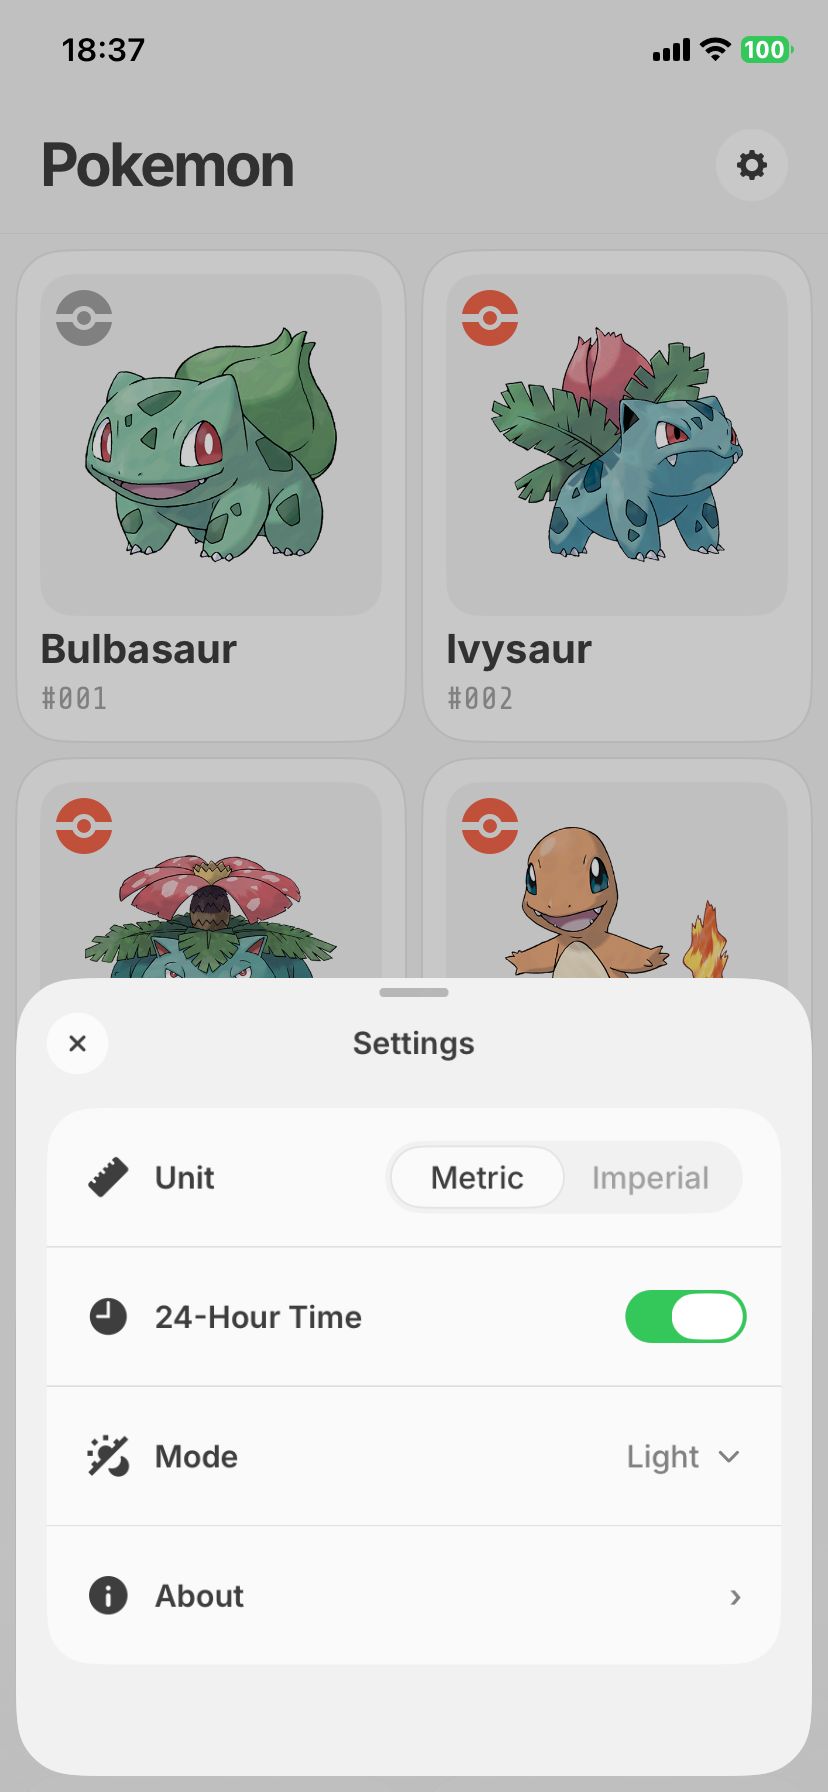 18:37
100
Pokemon
Bulbasaur
#001
Ivysaur
#002
Settings
Unit
Metric
Imperial
24-Hour Time
Mode
Light
About